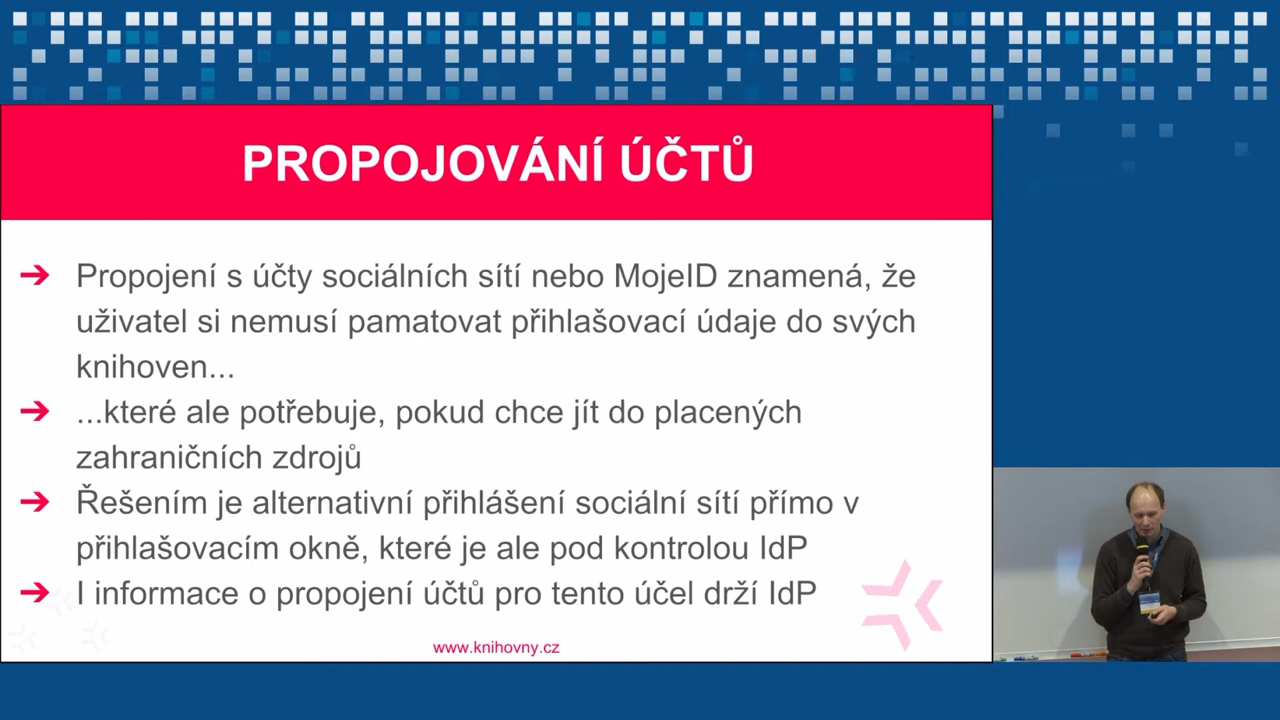 PROPOJOVÁNÍ ÚČTŮ
➔ Propojení s účty sociálních sítí nebo MojeID znamená, že
uživatel si nemusí pamatovat přihlašovací údaje do svých
knihoven...
➔ ...které ale potřebuje, pokud chce jít do placených
zahraničních zdrojů
➔ Řešením je alternativní přihlášení sociální sítí přímo v
přihlašovacím okně, které je ale pod kontrolou IdP
➔ I informace o propojení účtů pro tento účel drží IdP
www.knihovny.cz